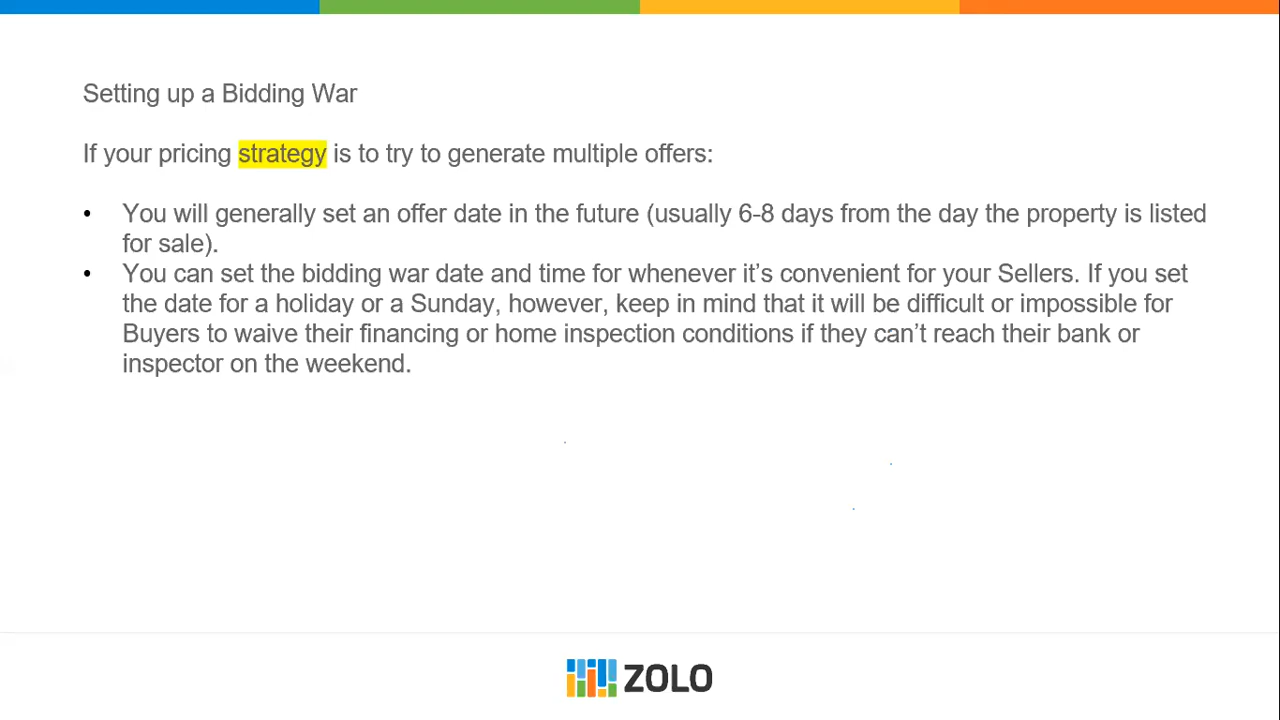 Setting up a Bidding War
If your pricing strategy is to try to generate multiple offers:
• You will generally set an offer date in the future (usually 6-8 days from the day the property is listed
for sale).
• You can set the bidding war date and time for whenever it’s convenient for your Sellers. If you set
the date for a holiday or a Sunday, however, keep in mind that it will be difficult or impossible for
Buyers to waive their financing or home inspection conditions if they can’t reach their bank or
inspector on the weekend.
ZOLO